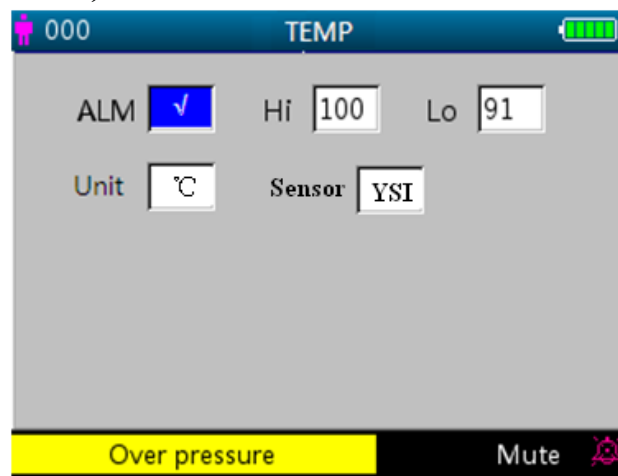 000 TEMP
ALM √ Hi 100 Lo 91
Unit ℃ Sensor YSI
Over pressure Mute